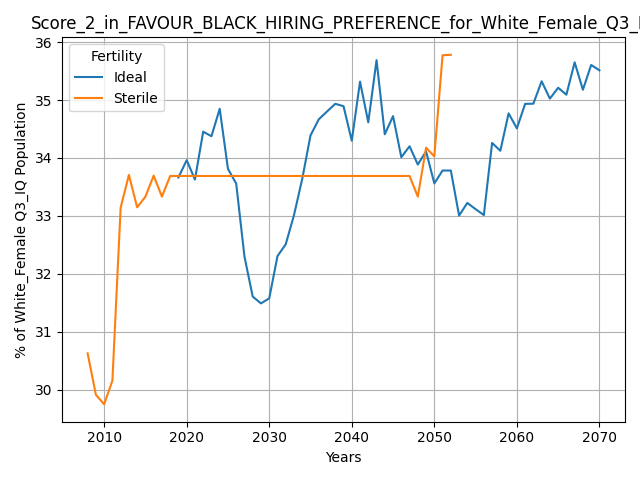 Score_2_in_FAVOUR_BLACK_HIRING_PREFERENCE_for_White_Female_Q3_I
Fertility
Ideal
Sterile
% of White_Female Q3_IQ Population
36
35
34
33
32
31
30
2010 2020 2030 2040 2050 2060 2070
Years